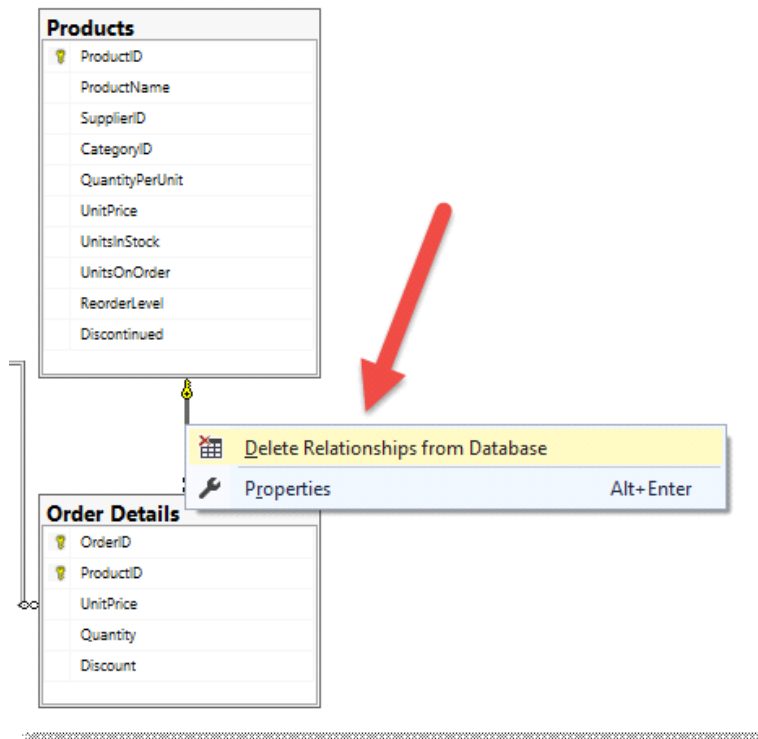 Products
ProductID
ProductName
SupplierID
CategoryID
QuantityPerUnit
UnitPrice
UnitsInStock
UnitsOnOrder
ReorderLevel
Discontinued
Delete Relationships from Database
Properties Alt+Enter
Order Details
OrderID
ProductID
UnitPrice
Quantity
Discount